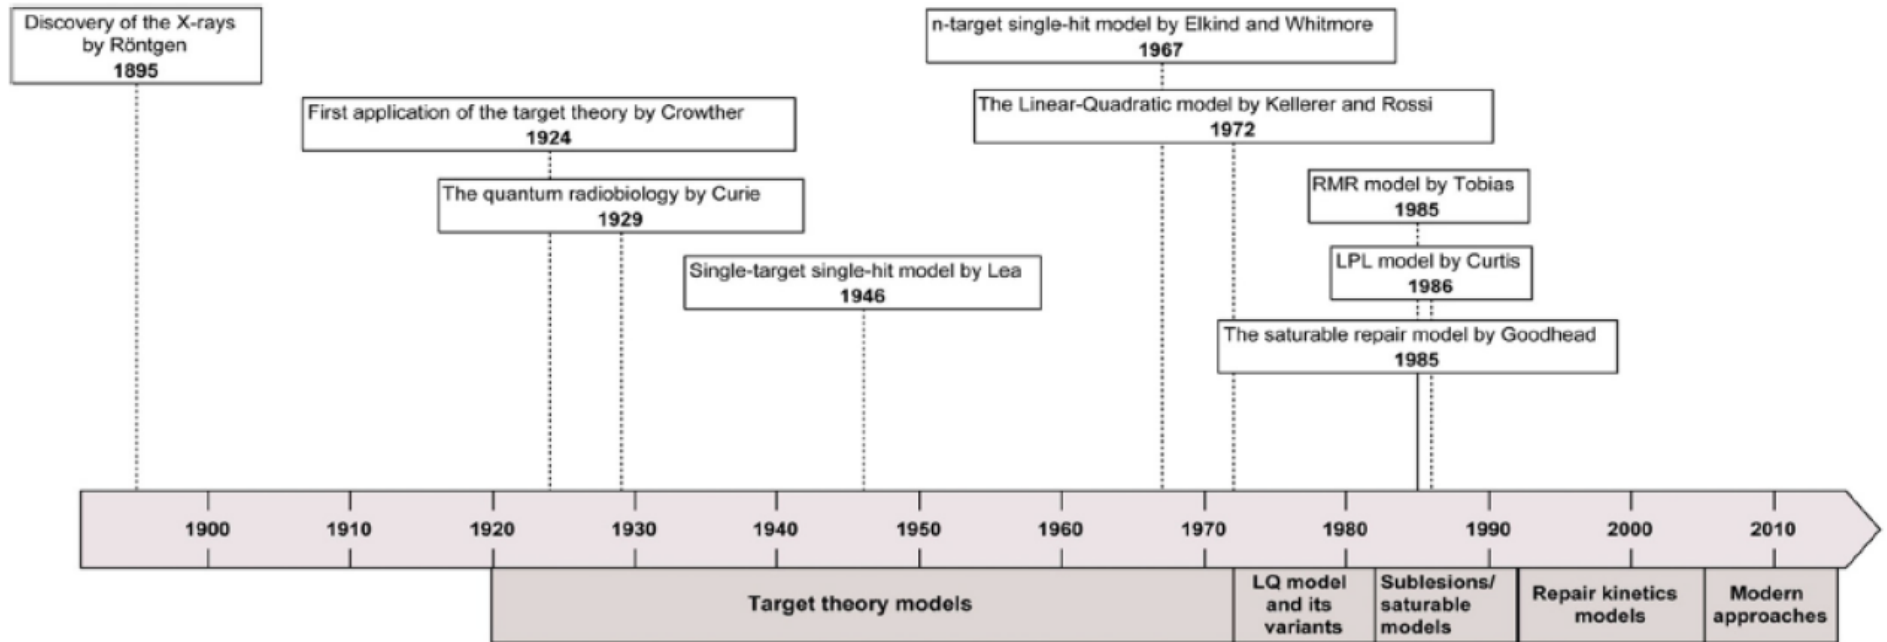 Discovery of the X-rays
by Röntgen
1895
n-target single-hit model by Elkind and Whitmore
1967
First application of the target theory by Crowther
1924
The Linear-Quadratic model by Kellerer and Rossi
1972
The quantum radiobiology by Curie
1929
RMR model by Tobias
1985
Single-target single-hit model by Lea
1946
LPL model by Curtis
1986
The saturable repair model by Goodhead
1985
1900 1910 1920 1930 1940 1950 1960 1970 1980 1990 2000 2010
Target theory models
LQ model
and its
variants
Sublesions/
saturable
models
Repair kinetics
models
Modern
approaches